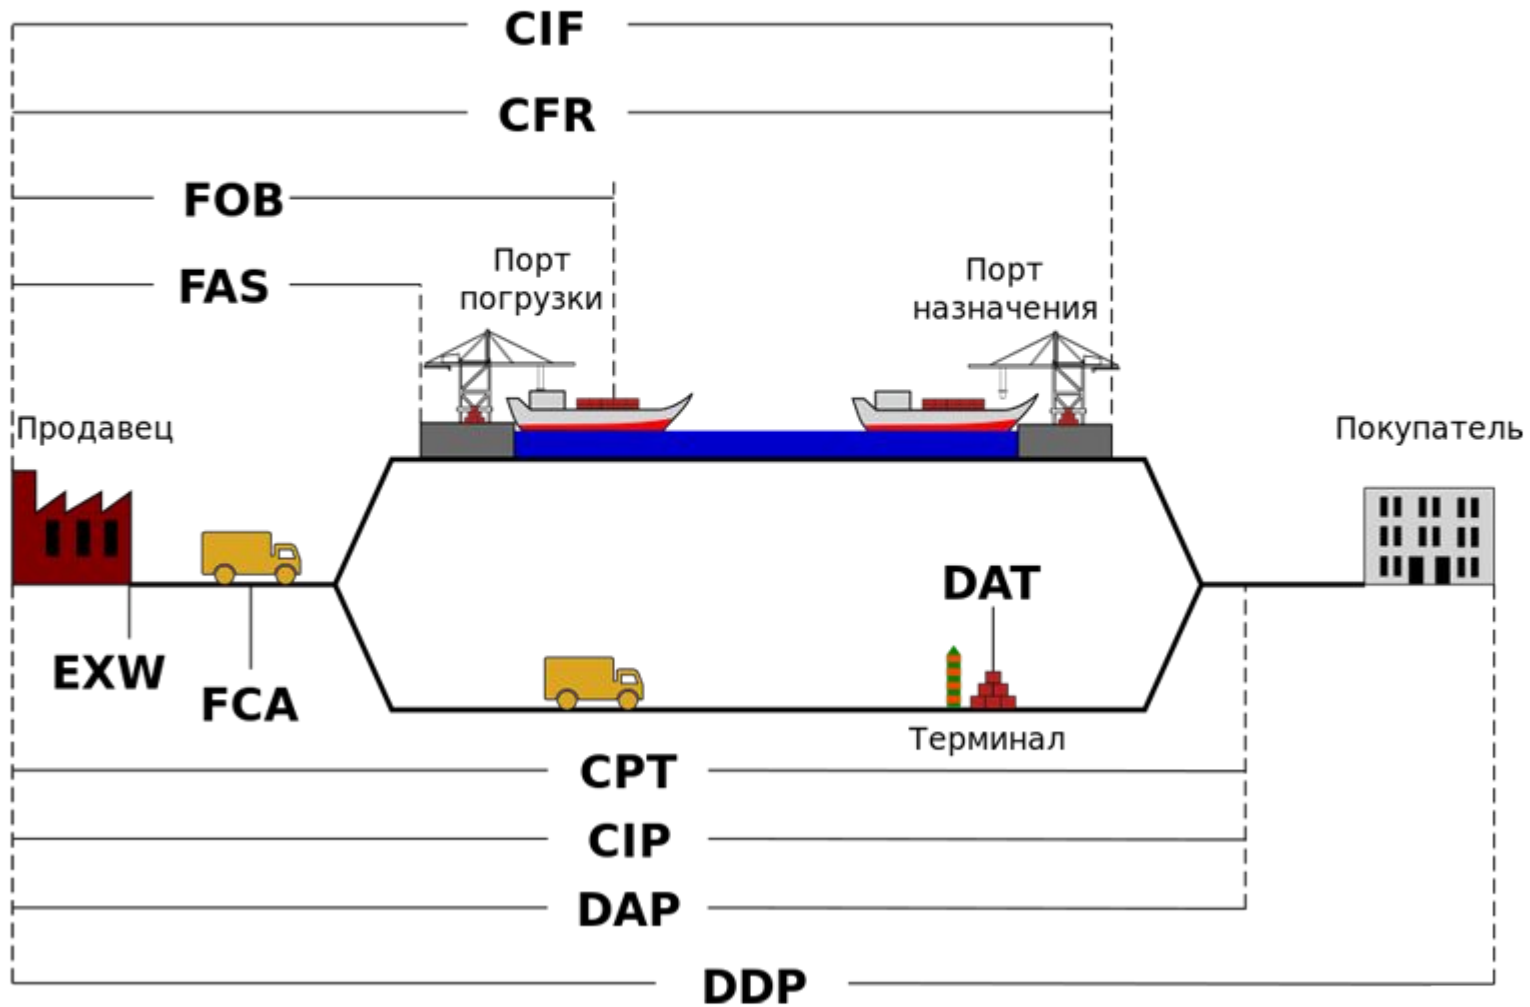 CIF
CFR
FOB
FAS
Порт
погрузки
Порт
назначения
Продавец
Покупатель
DAT
EXW
FCA
Терминал
CPT
CIP
DAP
DDP